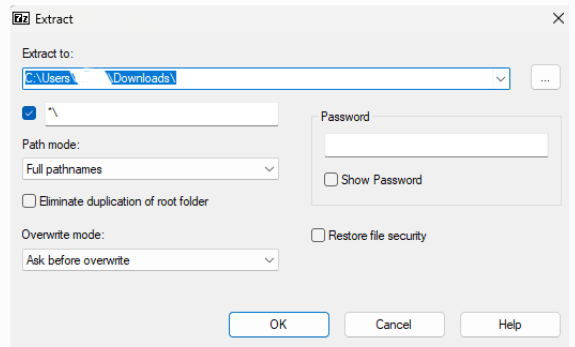 7z Extract
Extract to:
C:\Users\ \Downloads\
...
*\
Path mode:
Full pathnames
Eliminate duplication of root folder
Overwrite mode:
Ask before overwrite
Password
Show Password
Restore file security
OK
Cancel
Help